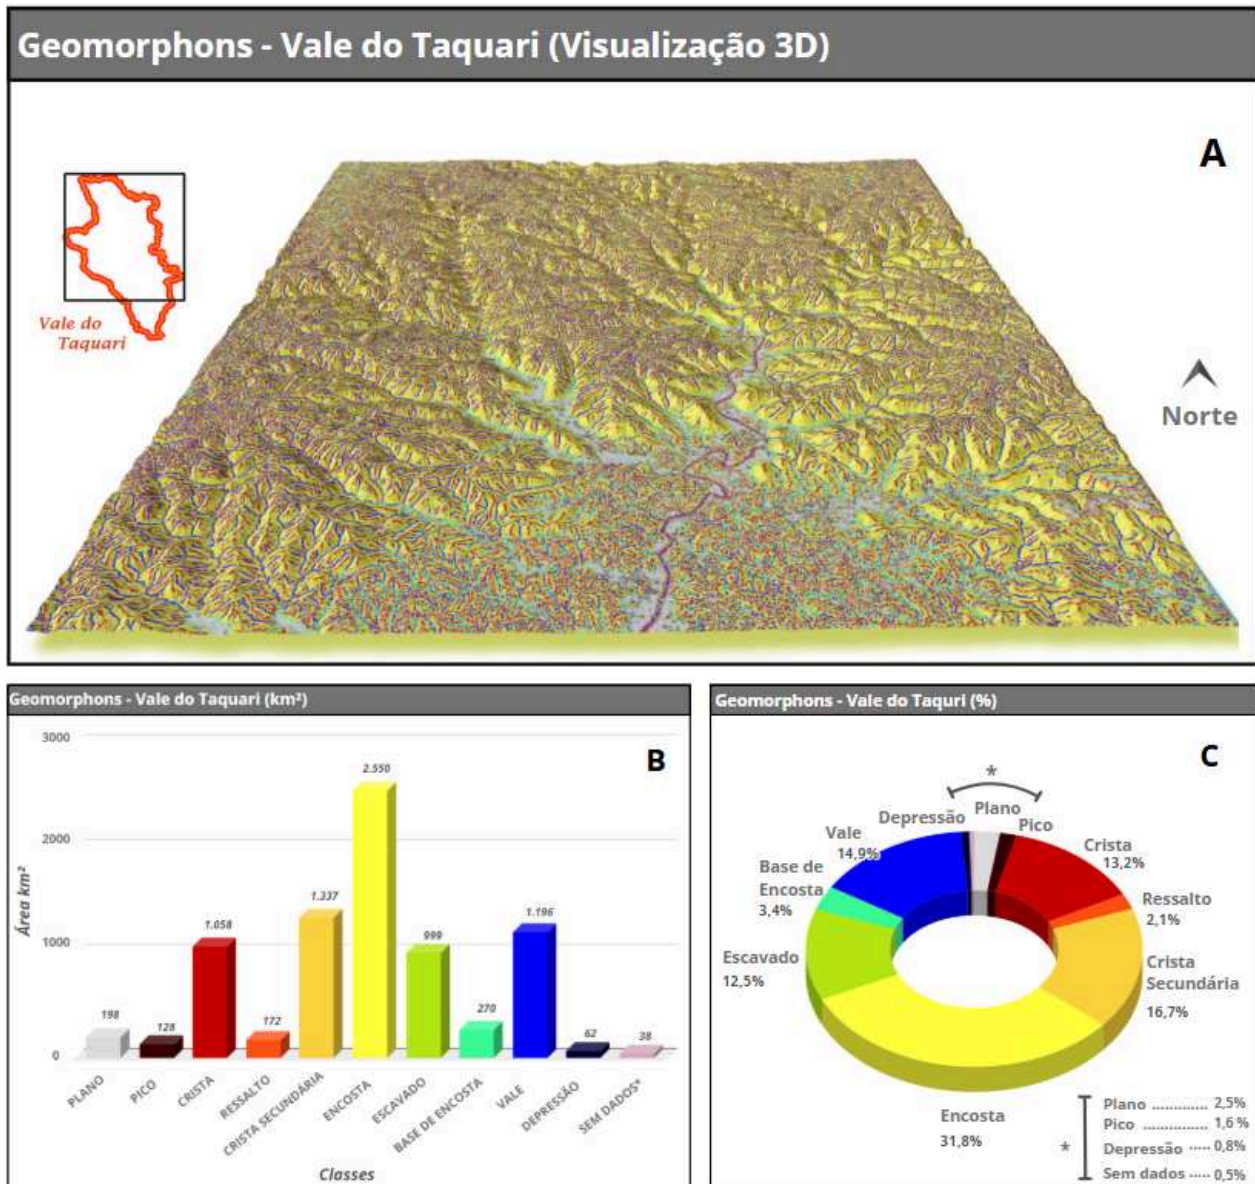 Geomorphons - Vale do Taquari (Visualização 3D)
A
Vale do
Taquari
Norte
Geomorphons - Vale do Taquari (km²)
B
Área km²
3000
2000
1000
0
198
128
1.058
172
1.337
2.550
999
270
1.196
62
38
PLANO
PICO
CRISTA
RESSALTO
CRISTA SECUNDÁRIA
ENCOSTA
ESCAVADO
BASE DE ENCOSTA
VALE
DEPRESSÃO
SEM DADOS*
Classes
Geomorphons - Vale do Taquri (%)
C
*
Plano
Depressão
Pico
Vale
14,9%
Crista
13,2%
Base de
Encosta
3,4%
Ressalto
2,1%
Escavado
12,5%
Crista
Secundária
16,7%
Encosta
31,8%
*
Plano .............. 2,5%
Pico ................. 1,6 %
Depressão ..... 0,8%
Sem dados ..... 0,5%